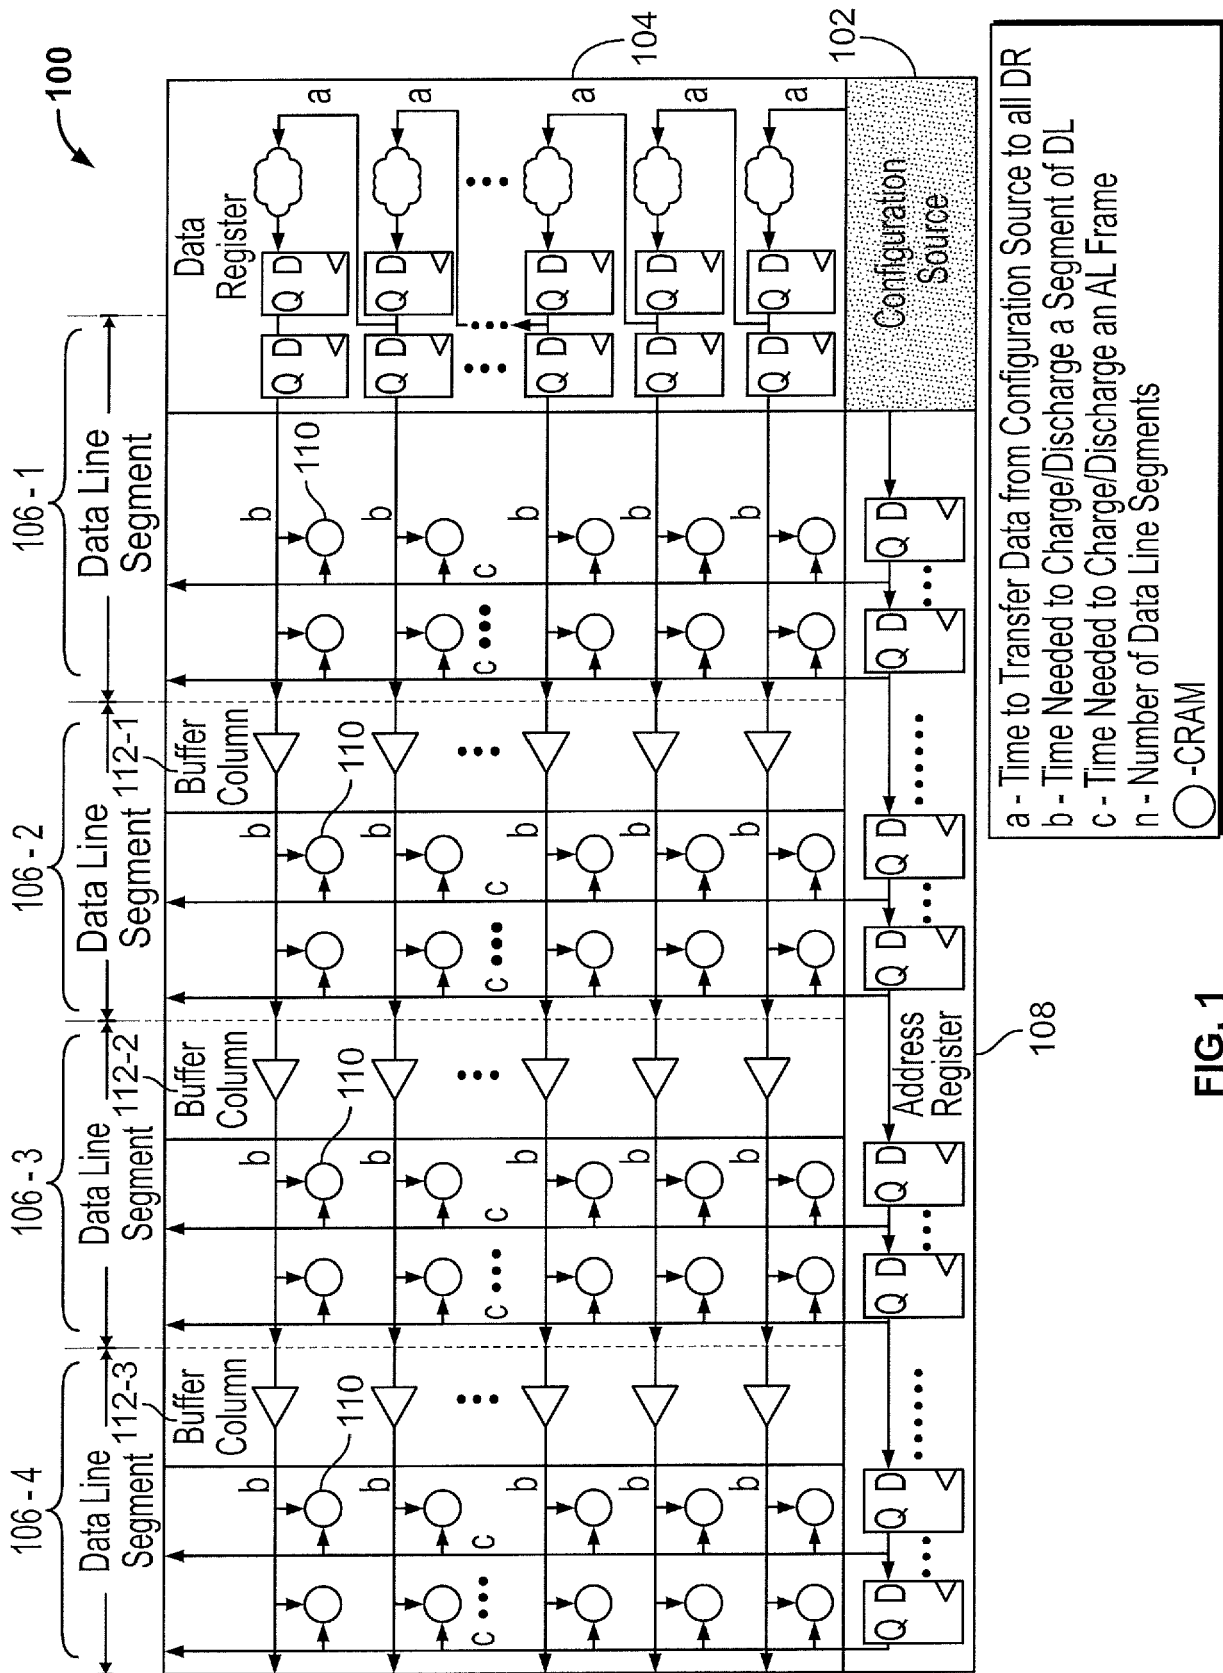 100
106 - 4
106 - 3
106 - 2
106 - 1
Data Line
Segment
Data Line
Segment
Data Line
Segment
Data Line
Segment
112-3
112-2
112-1
Buffer
Column
Buffer
Column
Buffer
Column
Data
Register
b b b b
Q D Q D a
110 110 110 110
b b b b
Q D Q D a
c c c c c c c c
b b b b
Q D Q D a
104
b b b b
Q D Q D a
b b b b
Q D Q D a
Configuration
Source
102
Q D Q D Q D Q D Q D Q D Q D Q D
Address
Register
108
a - Time to Transfer Data from Configuration Source to all DR
b - Time Needed to Charge/Discharge a Segment of DL
c - Time Needed to Charge/Discharge an AL Frame
n - Number of Data Line Segments
-CRAM
FIG. 1